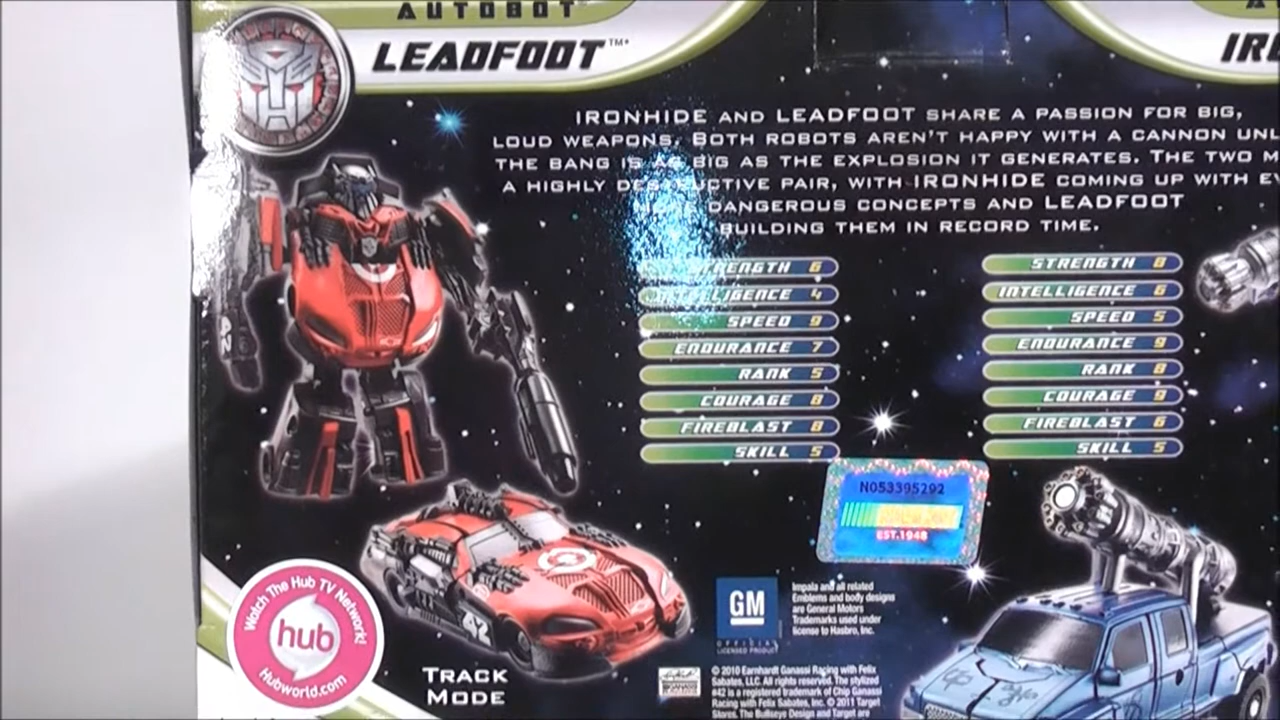 AUTOBOT
LEADFOOT™*
IRONHIDE AND LEADFOOT SHARE A PASSION FOR BIG,
LOUD WEAPONS. BOTH ROBOTS AREN'T HAPPY WITH A CANNON
THE BANG IS AS BIG AS THE EXPLOSION IT GENERATES. THE TWO
A HIGHLY DESTRUCTIVE PAIR, WITH IRONHIDE COMING UP WITH
DANGEROUS CONCEPTS AND LEADFOOT
BUILDING THEM IN RECORD TIME.
STRENGTH 6
INTELLIGENCE 4
SPEED 9
ENDURANCE 7
RANK 5
COURAGE 8
FIREBLAST 8
SKILL 5
STRENGTH 8
INTELLIGENCE 6
SPEED 5
ENDURANCE 9
RANK 8
COURAGE 9
FIREBLAST 6
SKILL 5
N053395292
EST.1948
42
42
Watch The Hub TV Network!
hub
Hubworld.com
TRACK
MODE
GM
OFFICIAL
LICENSED PRODUCT
Impala and all related
Emblems and body designs
are General Motors
Trademarks used under
license to Hasbro, Inc.
© 2010 Earnhardt Ganassi Racing with Felix
Sabates, LLC. All rights reserved. The stylized
#42 is a registered trademark of Chip Ganassi
Racing with Felix Sabates, Inc. © 2011 Target
Stores. The Bullseye Design and Target are